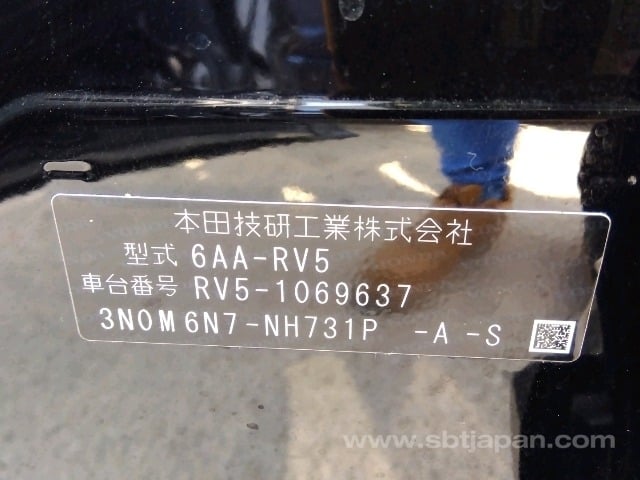 本田技研工業株式会社
型式 6AA-RV5
車台番号 RV5-1069637
3N0M6N7-NH731P -A -S
www.sbtjapan.com